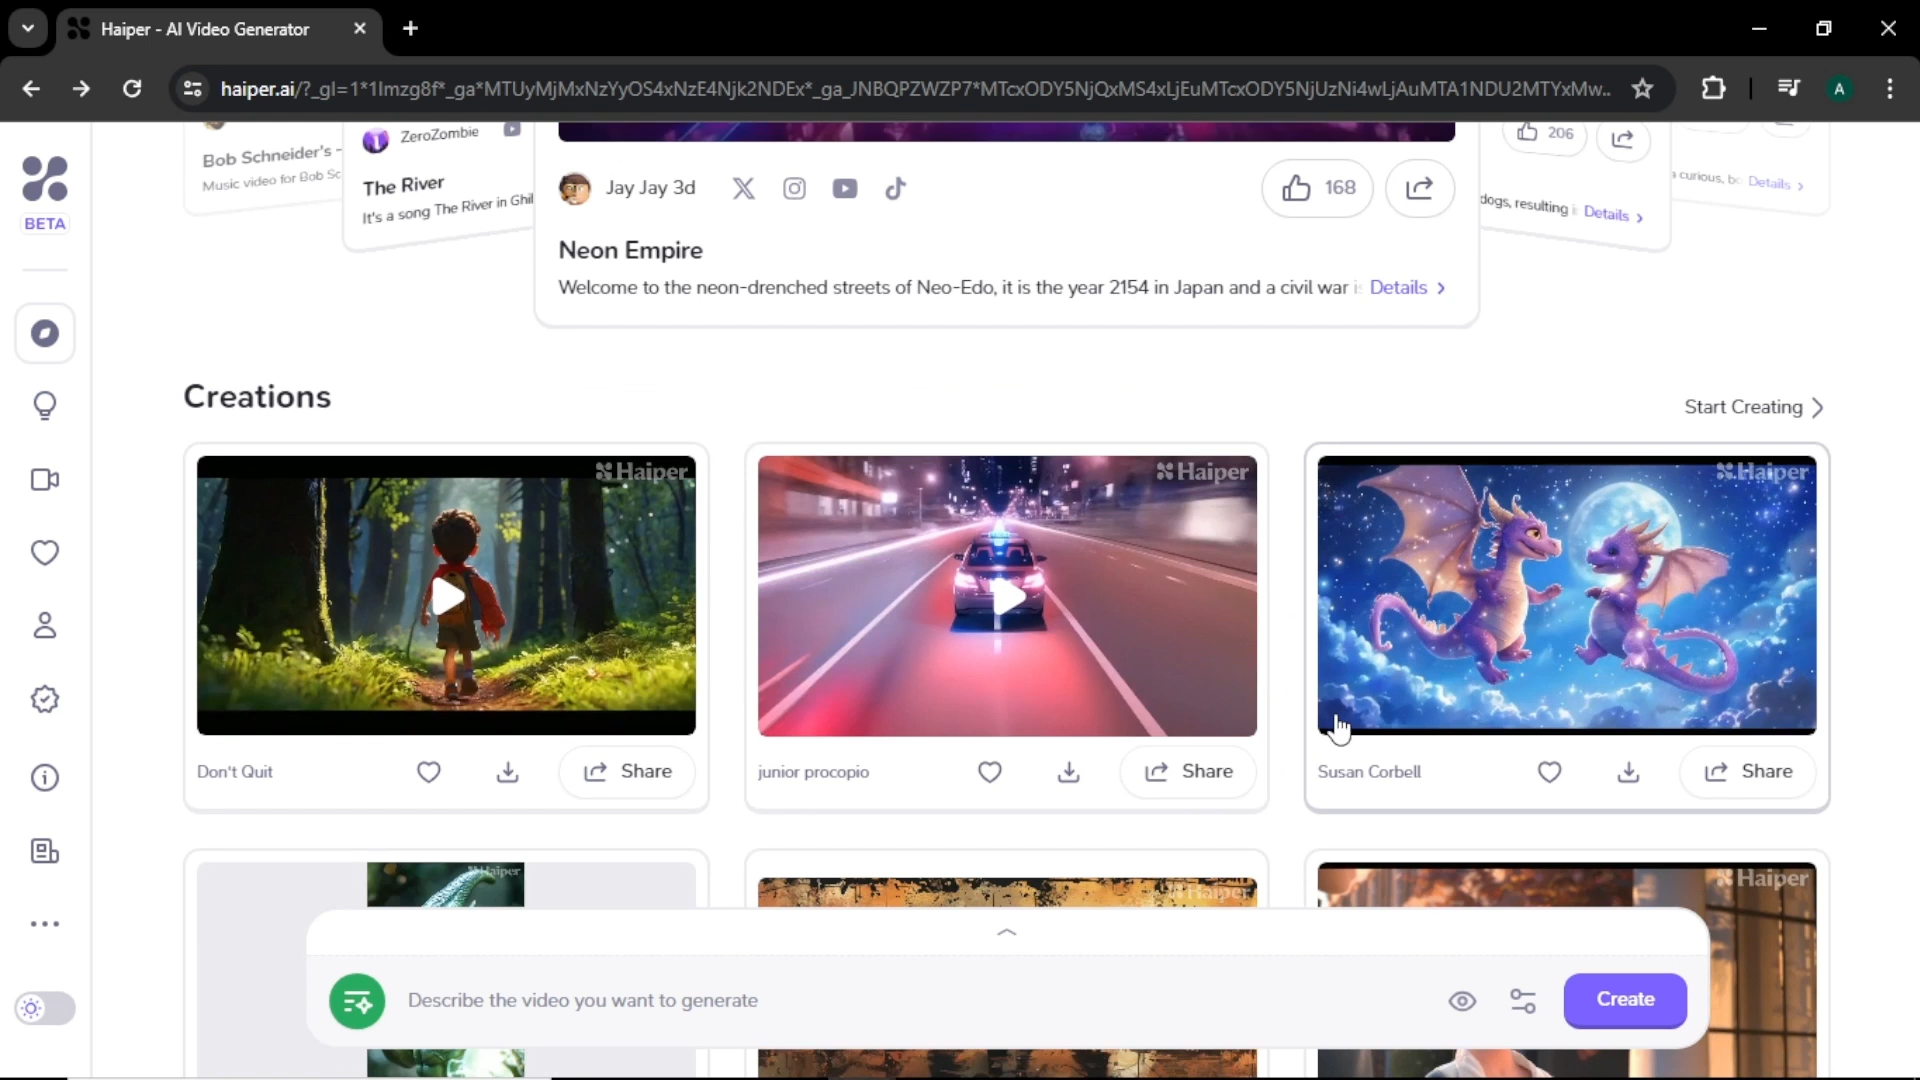 Haiper - AI Video Generator
haiper.ai/?_gl=1*1lmzg8f*_ga*MTUyMjMxNzYyOS4xNzE4Njk2NDEx*_ga_JNBQPZWZP7*MTcxODY5NjQxMS4xLjEuMTcxODY5NjUzNi4wLjAuMTA1NDU2MTYxMw..
A
BETA
Bob Schneider's -
Music video for Bob Sc
ZeroZombie
The River
It's a song The River in Ghil
Jay Jay 3d
168
Neon Empire
Welcome to the neon-drenched streets of Neo-Edo, it is the year 2154 in Japan and a civil war is Details
206
dogs, resulting i Details
a curious, bo Details
Creations
Start Creating
Haiper
Haiper
Haiper
Don't Quit
Share
junior procopio
Share
Susan Corbell
Share
Haiper
Haiper
Haiper
Describe the video you want to generate
Create